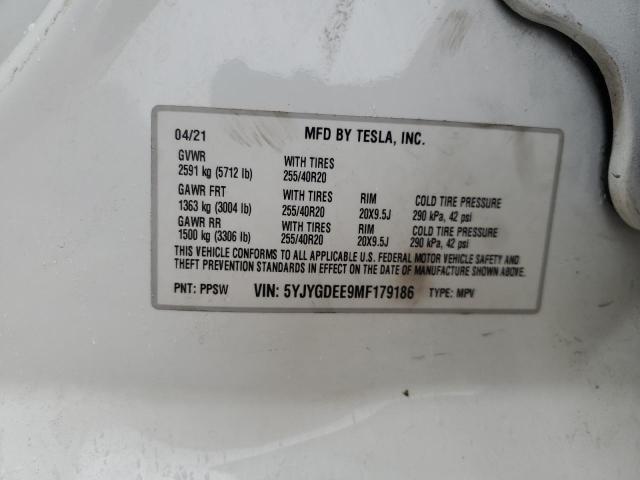 04/21 MFD BY TESLA, INC.
GVWR WITH TIRES
2591 kg (5712 lb) 255/40R20
GAWR FRT WITH TIRES RIM COLD TIRE PRESSURE
1363 kg (3004 lb) 255/40R20 20X9.5J 290 kPa, 42 psi
GAWR RR WITH TIRES RIM COLD TIRE PRESSURE
1500 kg (3306 lb) 255/40R20 20X9.5J 290 kPa, 42 psi
THIS VEHICLE CONFORMS TO ALL APPLICABLE U.S. FEDERAL MOTOR VEHICLE SAFETY AND
THEFT PREVENTION STANDARDS IN EFFECT ON THE DATE OF MANUFACTURE SHOWN ABOVE.
PNT: PPSW VIN: 5YJYGDEE9MF179186 TYPE: MPV